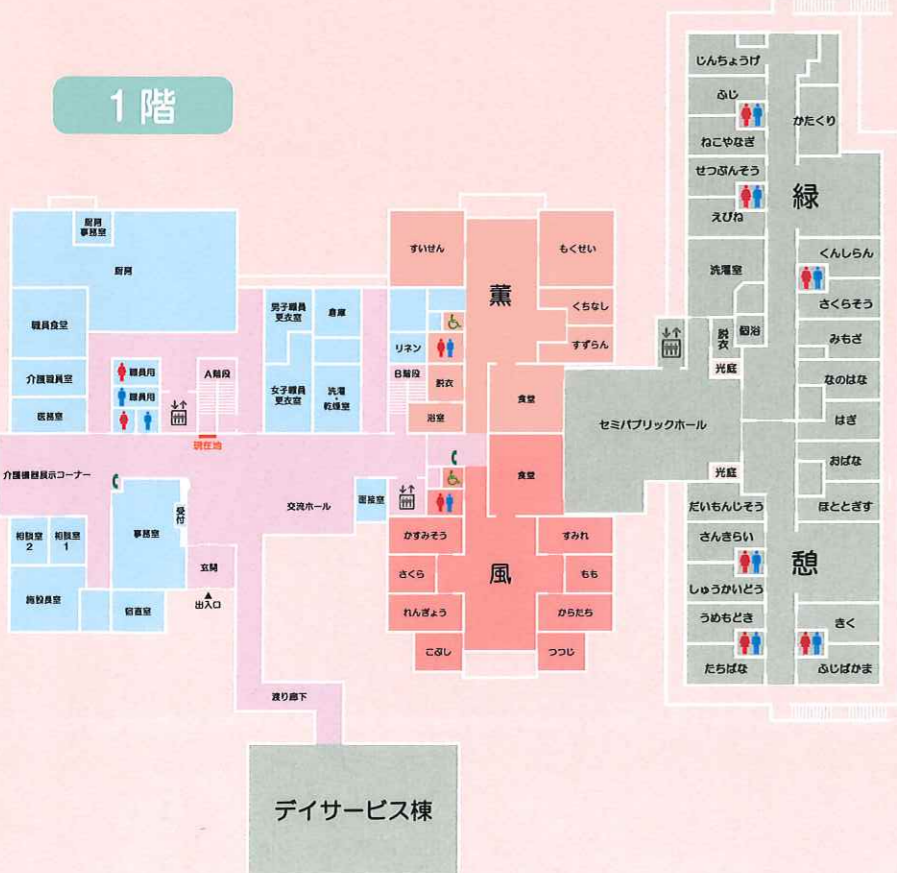 1階
じんちょうげ
ふじ
ねこやなぎ
せつぶんそう
えびね
洗濯室
脱衣
個浴
光庭
かたくり
緑
くんしらん
さくらそう
みもざ
なのはな
はぎ
おばな
ほととぎす
憩
きく
ふじばかま
光庭
だいもんじそう
さんきらい
しゅうかいどう
うめもどき
たちばな
セミパブリックホール
厨房
事務室
厨房
職員食堂
介護職員室
医務室
職員用
職員用
A階段
現在地
男子職員
更衣室
倉庫
女子職員
更衣室
洗濯
・
乾燥室
リネン
B階段
脱衣
浴室
すいせん
もくせい
薫
くちなし
すずらん
食堂
食堂
介護機器展示コーナー
相談室
2
相談室
1
施設長室
事務室
受付
宿直室
玄関
▲
出入口
交流ホール
面接室
かすみそう
さくら
れんぎょう
こぶし
風
すみれ
もも
からたち
つつじ
渡り廊下
デイサービス棟